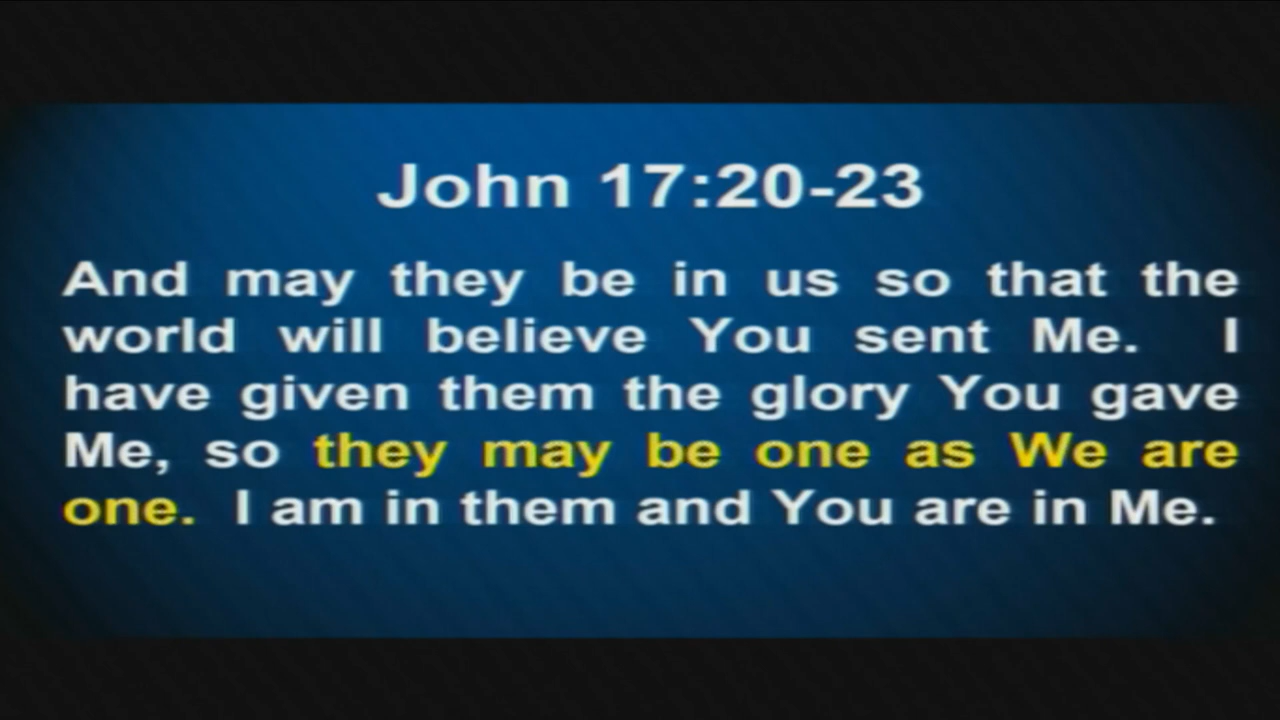 John 17:20-23
And may they be in us so that the
world will believe You sent Me. I
have given them the glory You gave
Me, so they may be one as We are
one. I am in them and You are in Me.